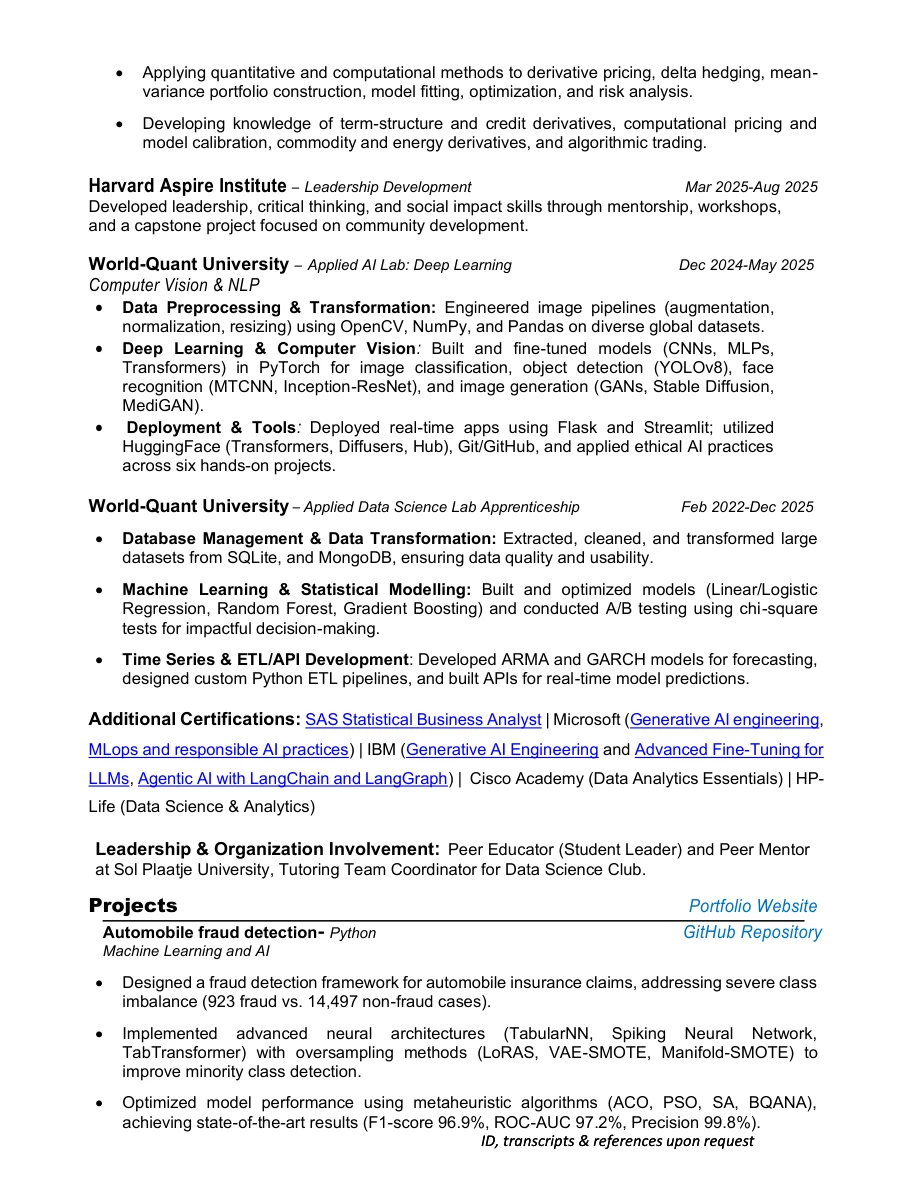 • Applying quantitative and computational methods to derivative pricing, delta hedging, mean-
variance portfolio construction, model fitting, optimization, and risk analysis.
• Developing knowledge of term-structure and credit derivatives, computational pricing and
model calibration, commodity and energy derivatives, and algorithmic trading.
Harvard Aspire Institute – Leadership Development Mar 2025-Aug 2025
Developed leadership, critical thinking, and social impact skills through mentorship, workshops,
and a capstone project focused on community development.
World-Quant University – Applied AI Lab: Deep Learning Dec 2024-May 2025
Computer Vision & NLP
• Data Preprocessing & Transformation: Engineered image pipelines (augmentation,
normalization, resizing) using OpenCV, NumPy, and Pandas on diverse global datasets.
• Deep Learning & Computer Vision: Built and fine-tuned models (CNNs, MLPs,
Transformers) in PyTorch for image classification, object detection (YOLOv8), face
recognition (MTCNN, Inception-ResNet), and image generation (GANs, Stable Diffusion,
MediGAN).
• Deployment & Tools: Deployed real-time apps using Flask and Streamlit; utilized
HuggingFace (Transformers, Diffusers, Hub), Git/GitHub, and applied ethical AI practices
across six hands-on projects.
World-Quant University – Applied Data Science Lab Apprenticeship Feb 2022-Dec 2025
• Database Management & Data Transformation: Extracted, cleaned, and transformed large
datasets from SQLite, and MongoDB, ensuring data quality and usability.
• Machine Learning & Statistical Modelling: Built and optimized models (Linear/Logistic
Regression, Random Forest, Gradient Boosting) and conducted A/B testing using chi-square
tests for impactful decision-making.
• Time Series & ETL/API Development: Developed ARMA and GARCH models for forecasting,
designed custom Python ETL pipelines, and built APIs for real-time model predictions.
Additional Certifications: SAS Statistical Business Analyst | Microsoft (Generative AI engineering,
MLops and responsible AI practices) | IBM (Generative AI Engineering and Advanced Fine-Tuning for
LLMs, Agentic AI with LangChain and LangGraph) | Cisco Academy (Data Analytics Essentials) | HP-
Life (Data Science & Analytics)
Leadership & Organization Involvement: Peer Educator (Student Leader) and Peer Mentor
at Sol Plaatje University, Tutoring Team Coordinator for Data Science Club.
Projects Portfolio Website
Automobile fraud detection- Python GitHub Repository
Machine Learning and AI
• Designed a fraud detection framework for automobile insurance claims, addressing severe class
imbalance (923 fraud vs. 14,497 non-fraud cases).
• Implemented advanced neural architectures (TabularNN, Spiking Neural Network,
TabTransformer) with oversampling methods (LoRAS, VAE-SMOTE, Manifold-SMOTE) to
improve minority class detection.
• Optimized model performance using metaheuristic algorithms (ACO, PSO, SA, BQANA),
achieving state-of-the-art results (F1-score 96.9%, ROC-AUC 97.2%, Precision 99.8%).
ID, transcripts & references upon request